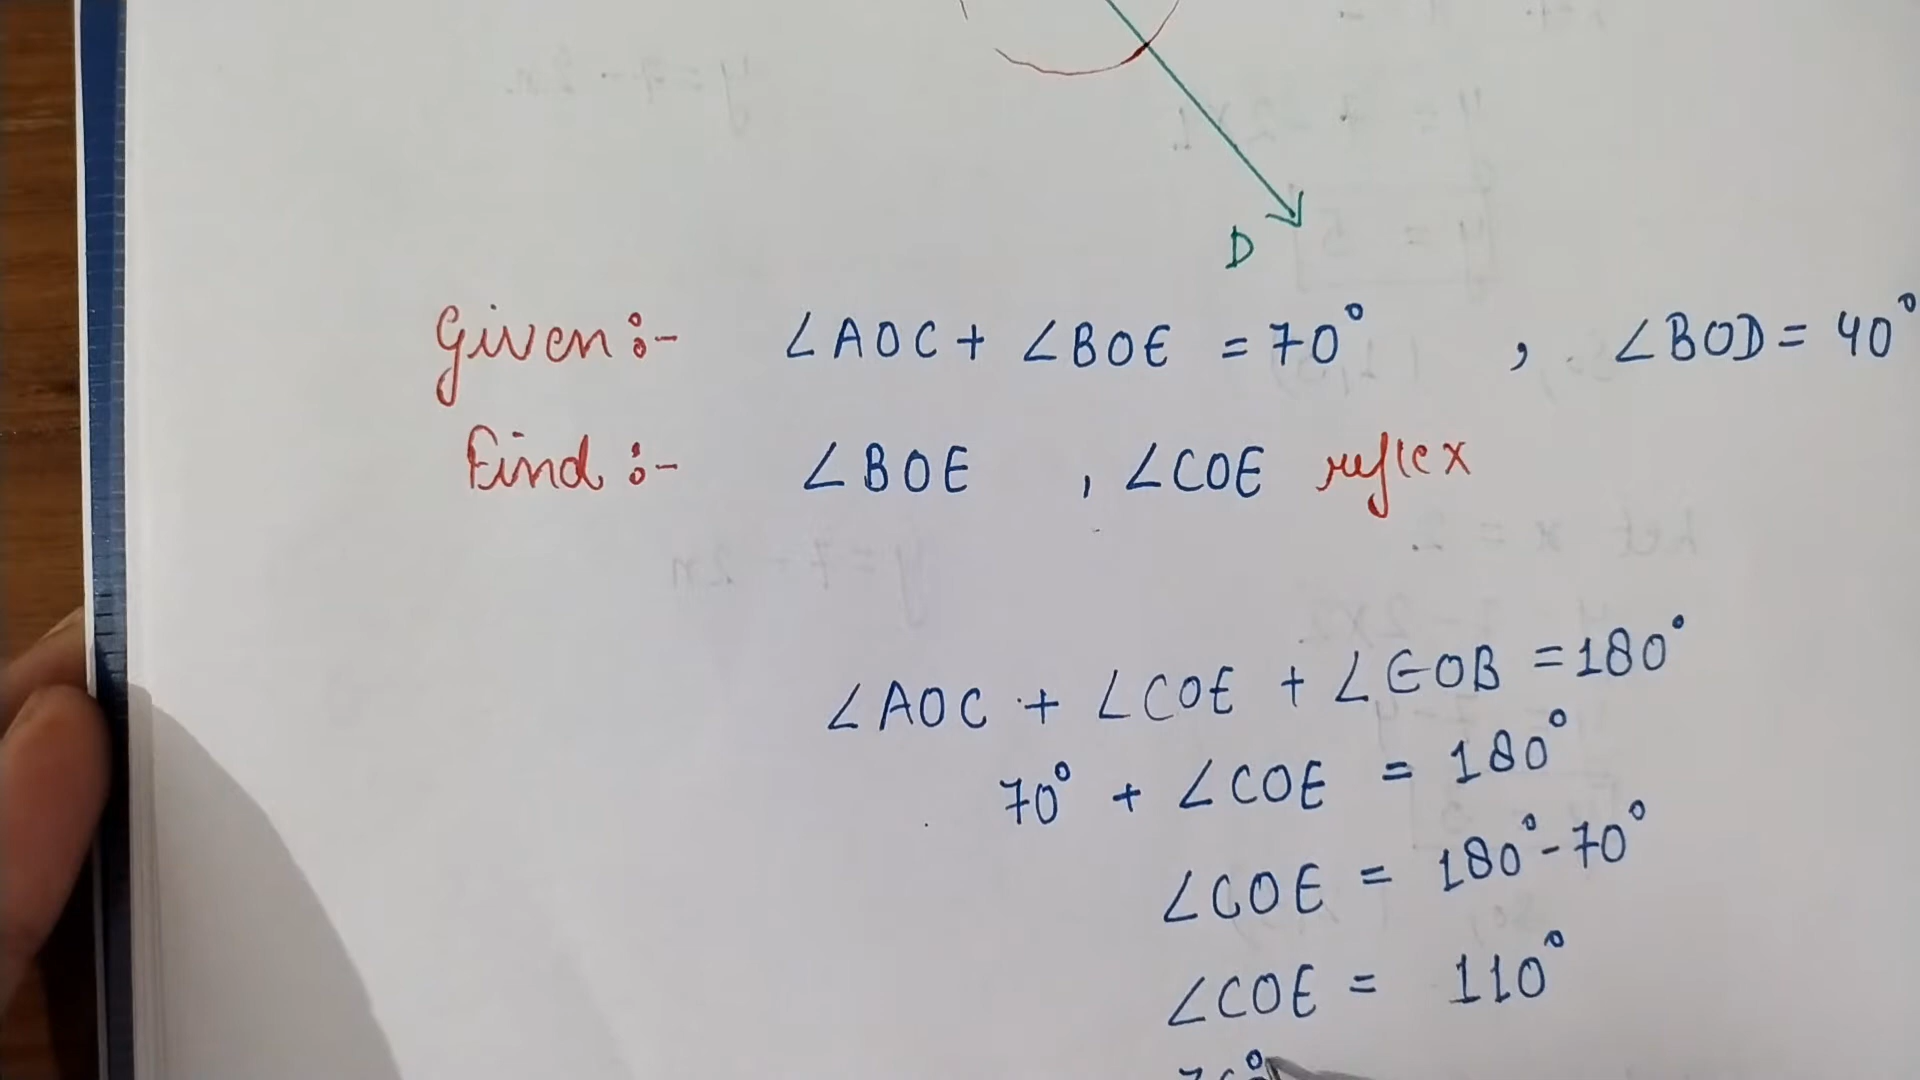 D
Given:- ∠AOC + ∠BOE = 70° , ∠BOD = 40°
Find:- ∠BOE , ∠COE reflex
∠AOC + ∠COE + ∠EOB = 180°
70° + ∠COE = 180°
∠COE = 180° - 70°
∠COE = 110°